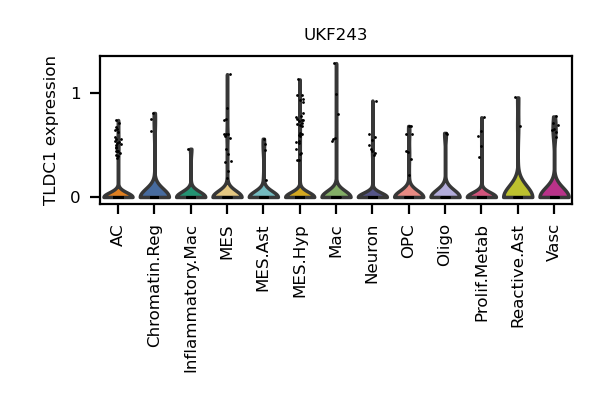 UKF243
TLDC1 expression
1
0
AC
Chromatin.Reg
Inflammatory.Mac
MES
MES.Ast
MES.Hyp
Mac
Neuron
OPC
Oligo
Prolif.Metab
Reactive.Ast
Vasc